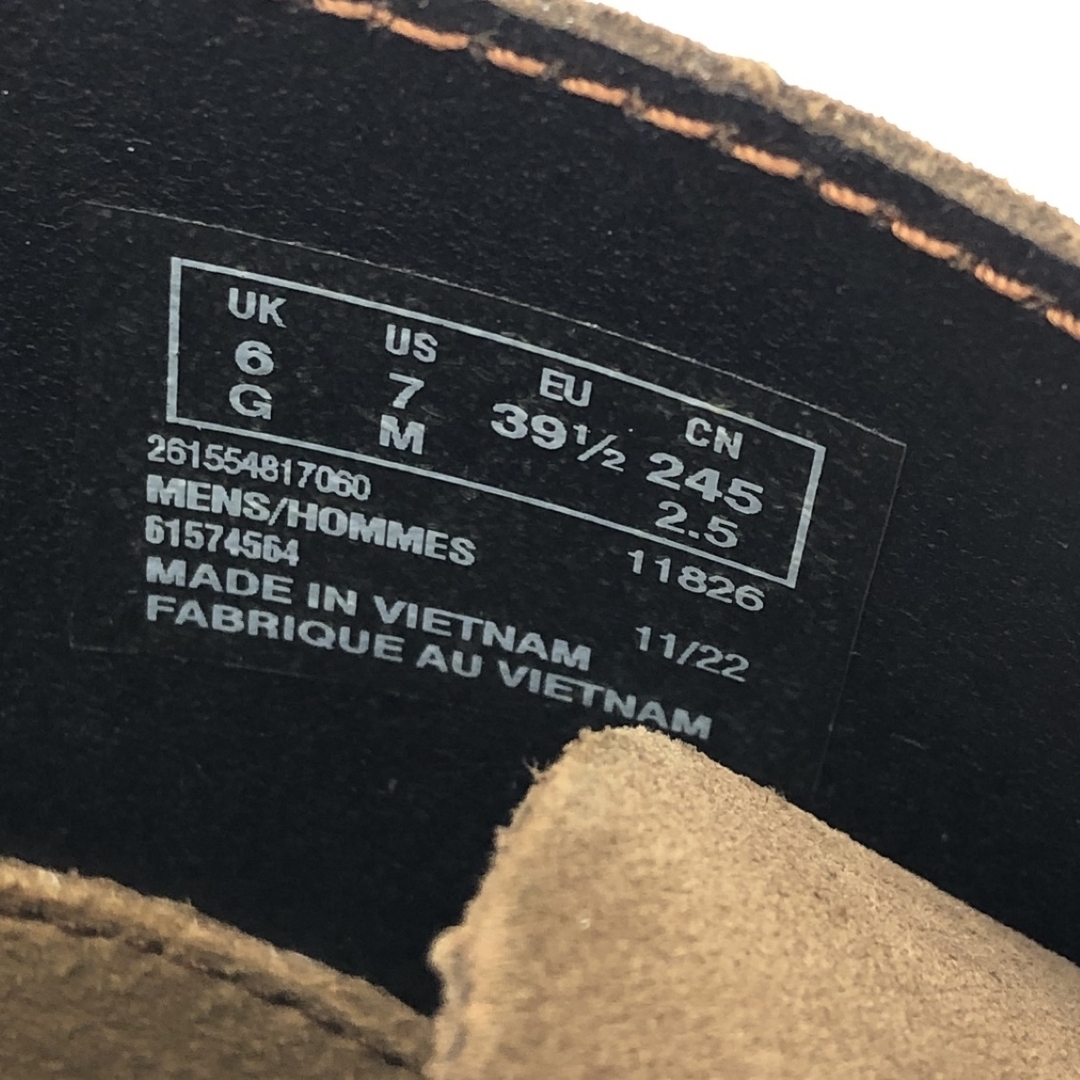 UK US EU CN
6 7 39½ 245
G M 2.5
261554817060
MENS/HOMMES 11826
61574564
MADE IN VIETNAM 11/22
FABRIQUE AU VIETNAM